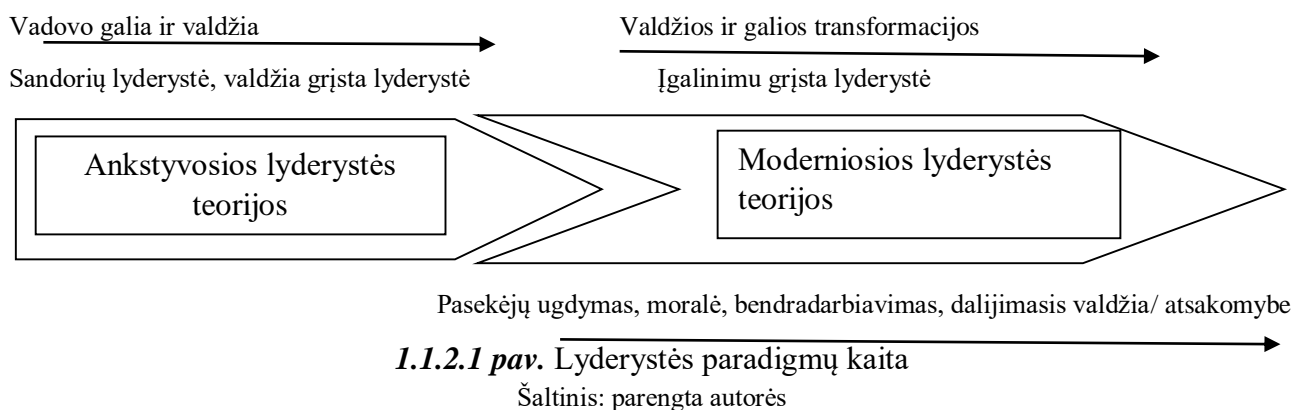 Vadovo galia ir valdžia
Valdžios ir galios transformacijos
Sandorių lyderystė, valdžia grįsta lyderystė
Įgalinimu grįsta lyderystė
Ankstyvosios lyderystės
teorijos
Moderniosios lyderystės
teorijos
Pasekėjų ugdymas, moralė, bendradarbiavimas, dalijimasis valdžia/ atsakomybe
1.1.2.1 pav. Lyderystės paradigmų kaita
Šaltinis: parengta autorės